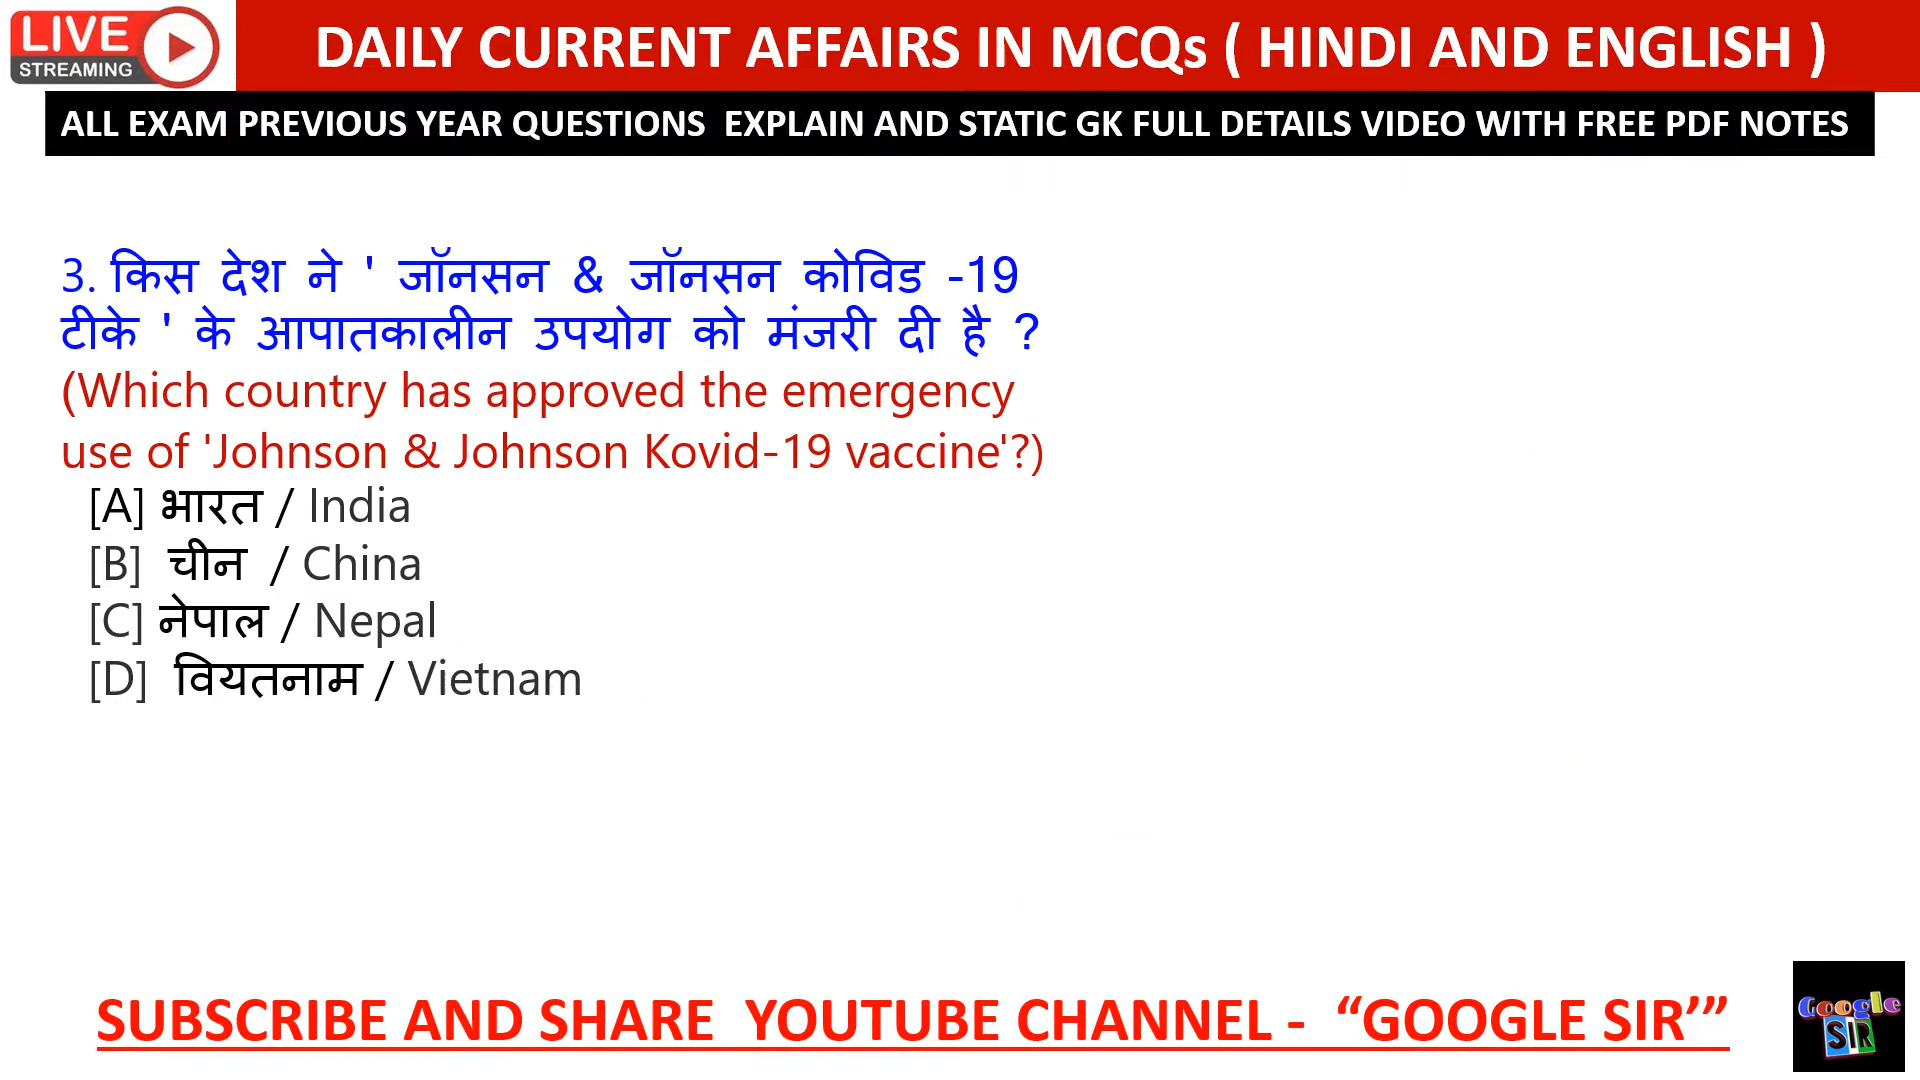 LIVE
STREAMING
DAILY CURRENT AFFAIRS IN MCQs ( HINDI AND ENGLISH )
ALL EXAM PREVIOUS YEAR QUESTIONS EXPLAIN AND STATIC GK FULL DETAILS VIDEO WITH FREE PDF NOTES
3. किस देश ने ' जॉनसन & जॉनसन कोविड -19
टीके ' के आपातकालीन उपयोग को मंजरी दी है ?
(Which country has approved the emergency
use of 'Johnson & Johnson Kovid-19 vaccine'?)
[A] भारत / India
[B] चीन / China
[C] नेपाल / Nepal
[D] वियतनाम / Vietnam
SUBSCRIBE AND SHARE YOUTUBE CHANNEL - “GOOGLE SIR’”
Google
SIR